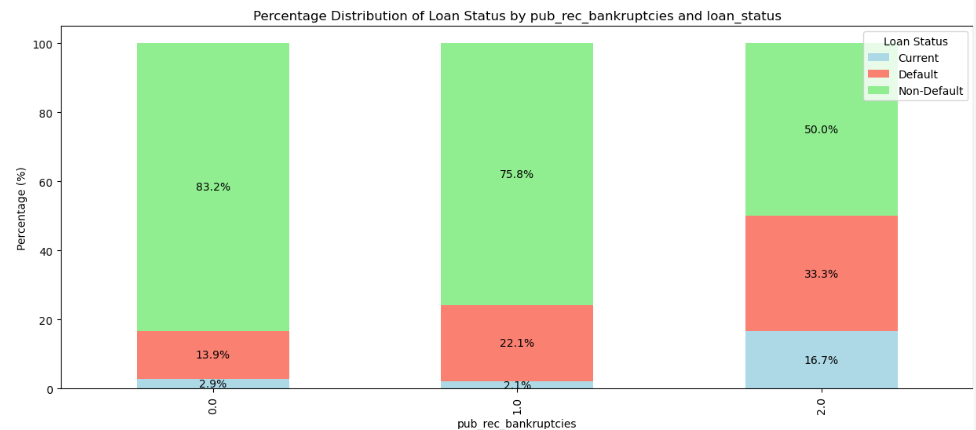 Percentage Distribution of Loan Status by pub_rec_bankruptcies and loan_status
Loan Status
Current
Default
Non-Default
Percentage (%)
100
80
60
40
20
0
83.2%
13.9%
2.9%
75.8%
22.1%
2.1%
50.0%
33.3%
16.7%
0.0
1.0
2.0
pub_rec_bankruptcies